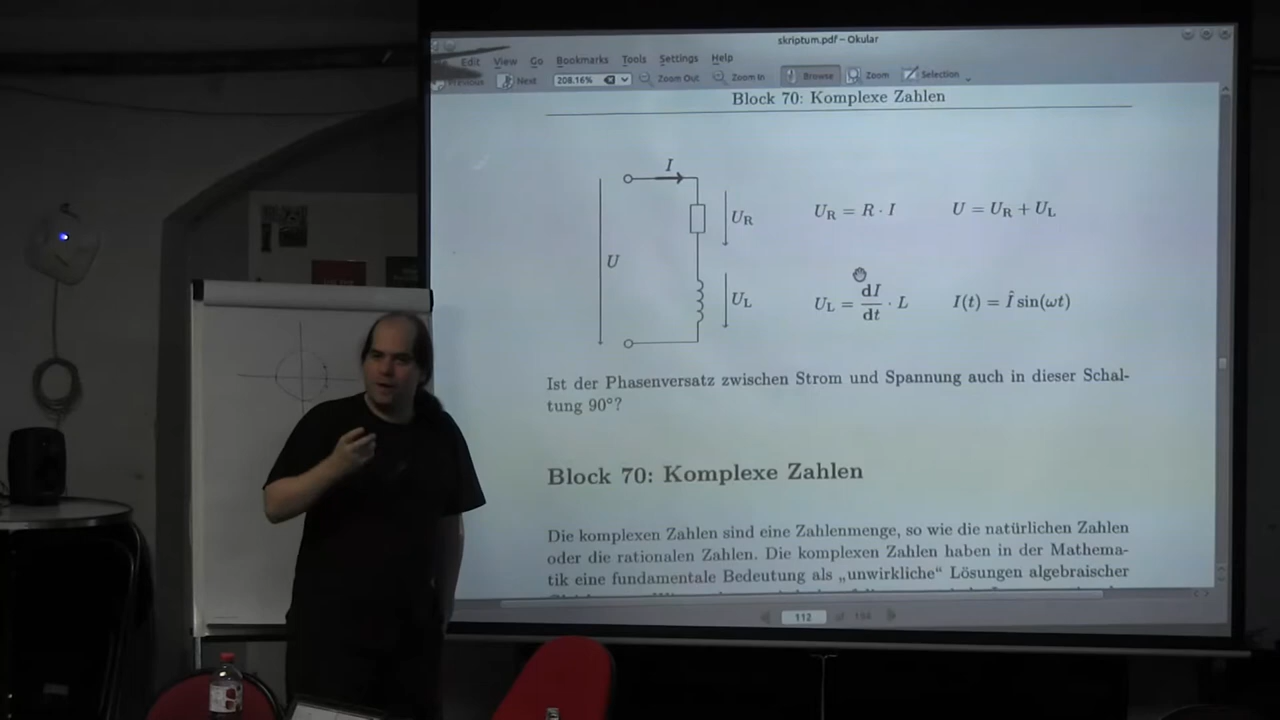 skriptum.pdf – Okular
Edit View Go Bookmarks Tools Settings Help
Previous Next 208.16% Zoom Out Zoom In Browse Zoom Selection
Block 70: Komplexe Zahlen
I
U
U_R
U_L
U_R = R · I
U = U_R + U_L
U_L = dI/dt · L
I(t) = Î sin(ωt)
Ist der Phasenversatz zwischen Strom und Spannung auch in dieser Schal-
tung 90°?
Block 70: Komplexe Zahlen
Die komplexen Zahlen sind eine Zahlenmenge, so wie die natürlichen Zahlen
oder die rationalen Zahlen. Die komplexen Zahlen haben in der Mathema-
tik eine fundamentale Bedeutung als „unwirkliche“ Lösungen algebraischer
112 of 194